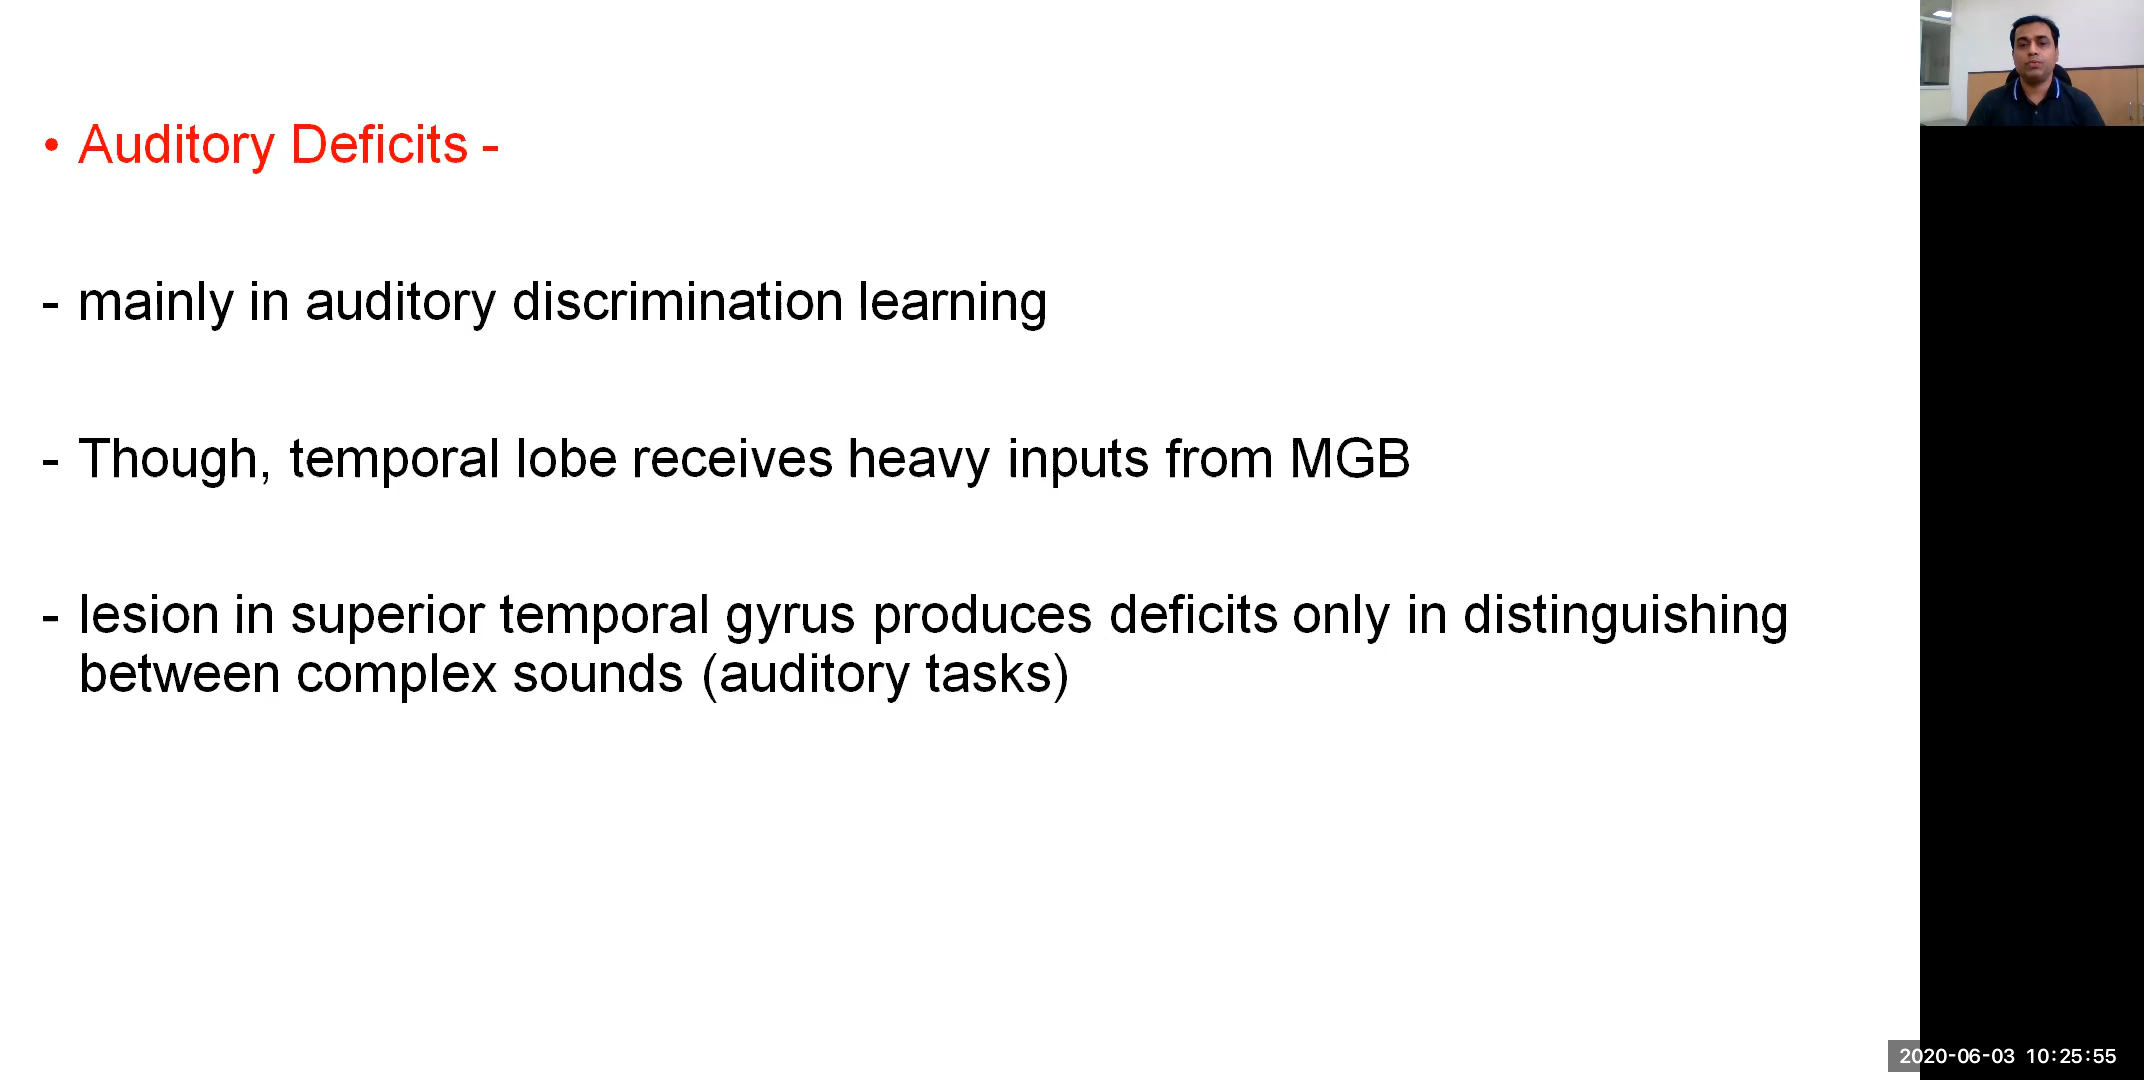 • Auditory Deficits -
- mainly in auditory discrimination learning
- Though, temporal lobe receives heavy inputs from MGB
- lesion in superior temporal gyrus produces deficits only in distinguishing
between complex sounds (auditory tasks)
2020-06-03 10:25:55